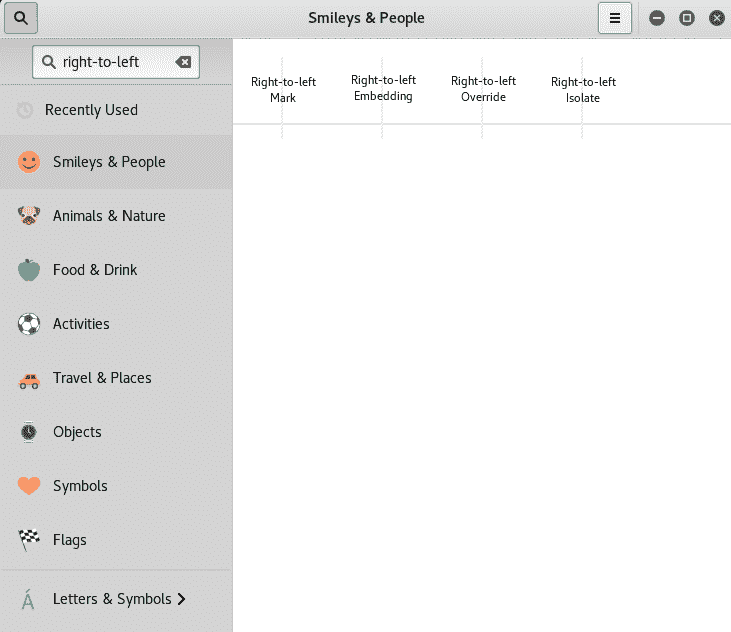 Smileys & People
right-to-left
Recently Used
Smileys & People
Animals & Nature
Food & Drink
Activities
Travel & Places
Objects
Symbols
Flags
Á
Letters & Symbols
Right-to-left
Mark
Right-to-left
Embedding
Right-to-left
Override
Right-to-left
Isolate